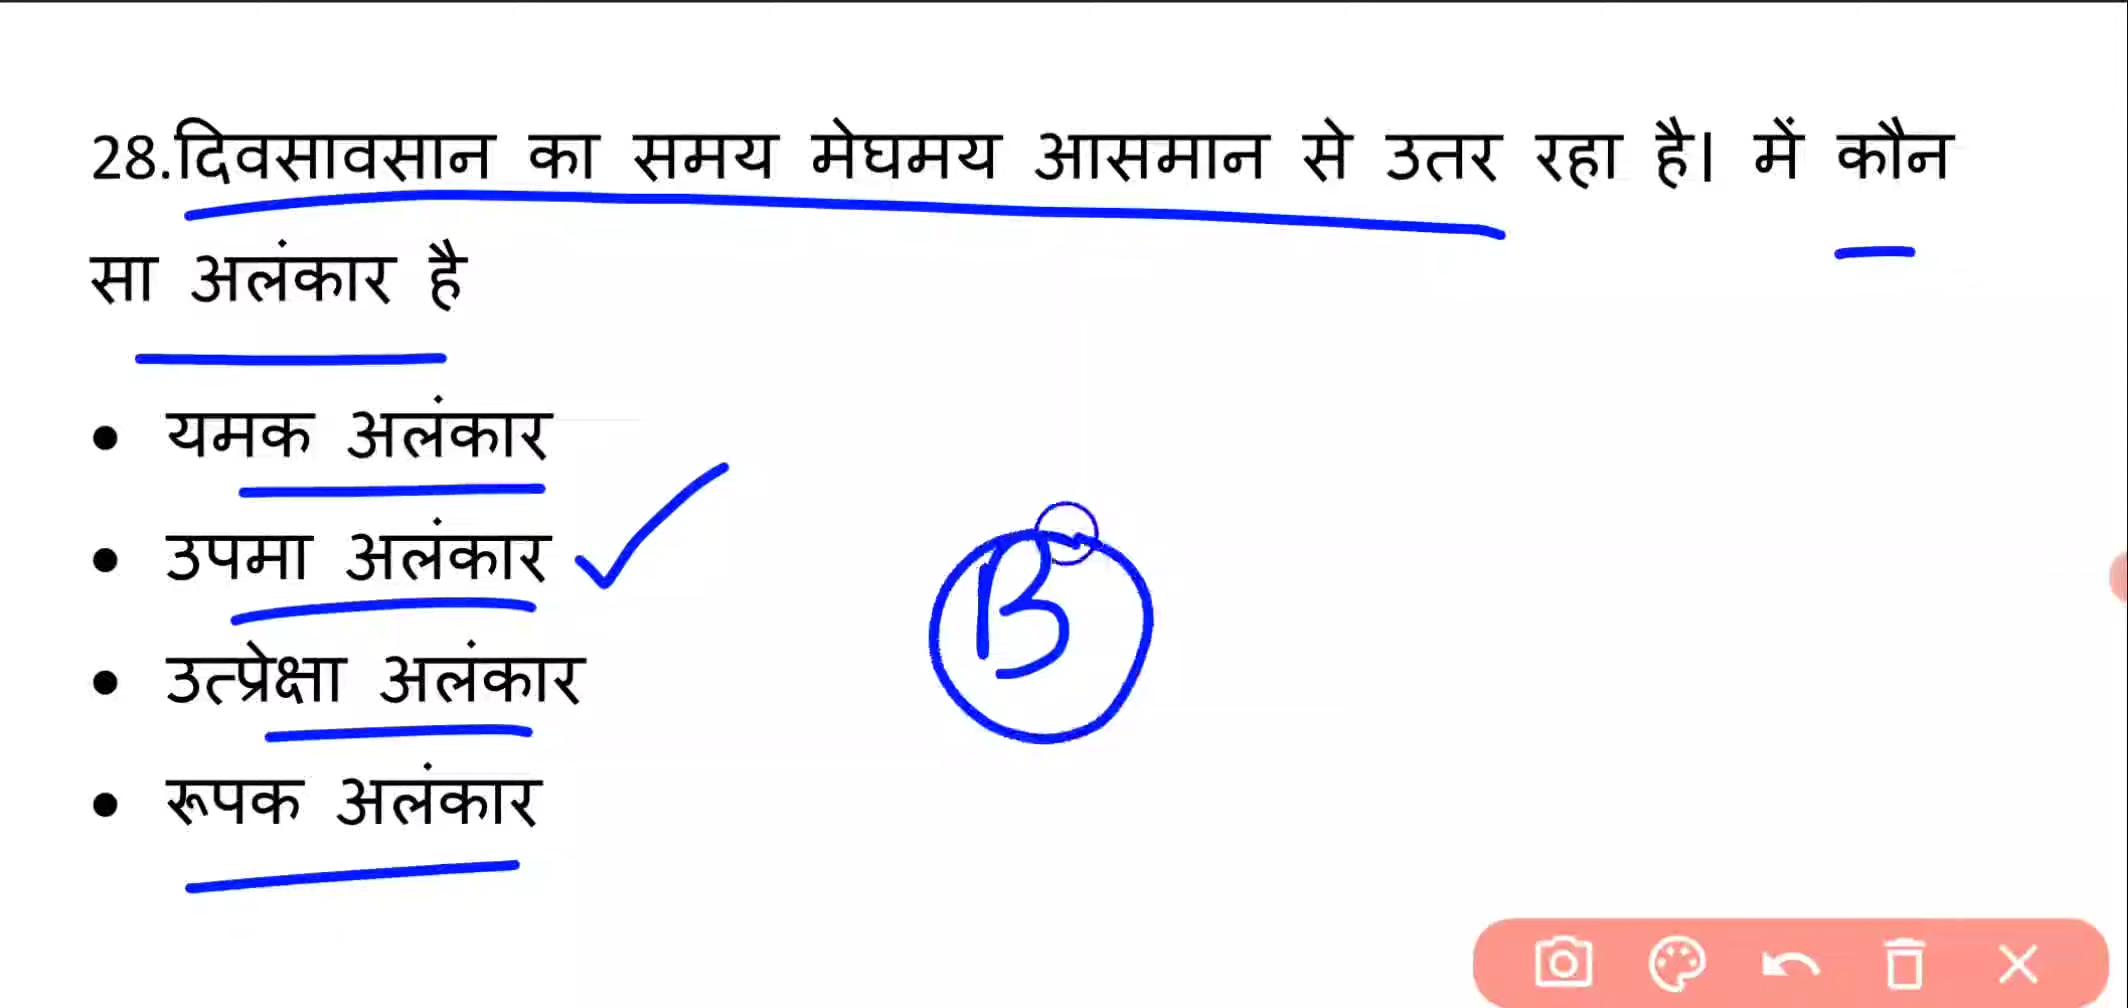 28.दिवसावसान का समय मेघमय आसमान से उतर रहा है। में कौन
सा अलंकार है
• यमक अलंकार
• उपमा अलंकार
• उत्प्रेक्षा अलंकार
• रूपक अलंकार
B